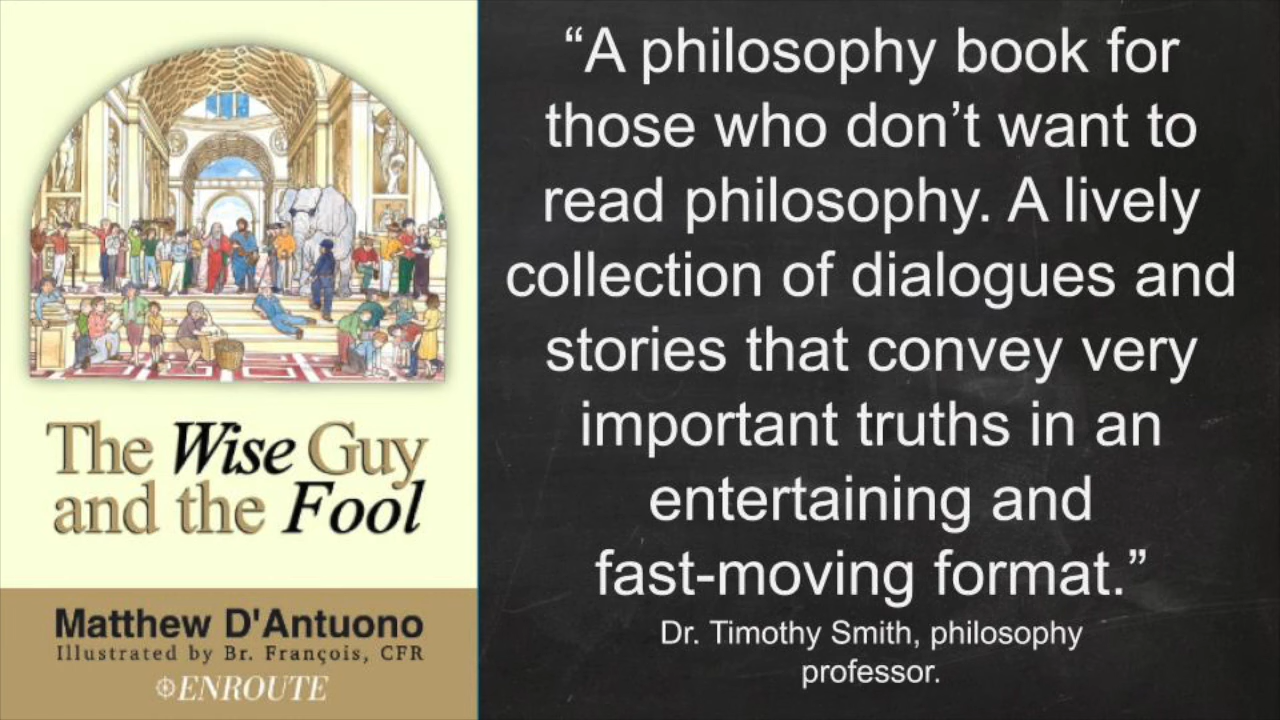 The Wise Guy
and the Fool
Matthew D'Antuono
Illustrated by Br. François, CFR
ENROUTE
“A philosophy book for
those who don’t want to
read philosophy. A lively
collection of dialogues and
stories that convey very
important truths in an
entertaining and
fast-moving format.”
Dr. Timothy Smith, philosophy
professor.